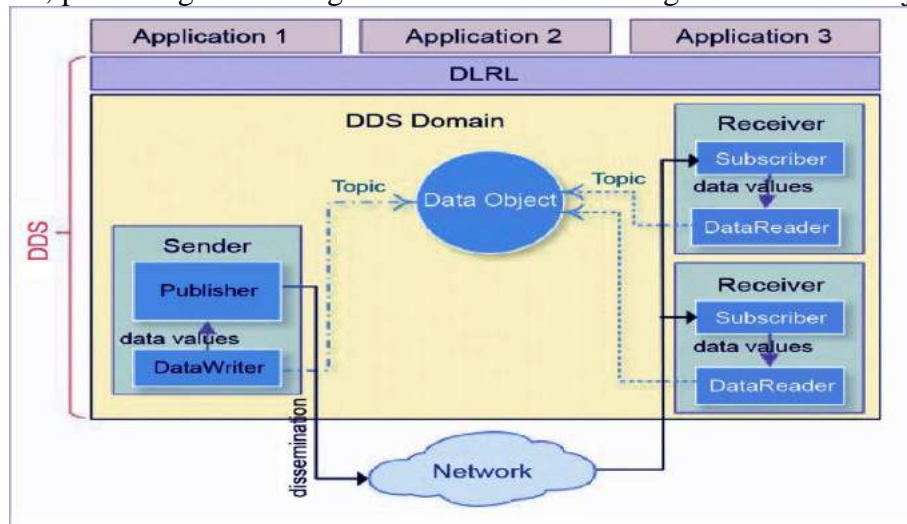 Application 1
Application 2
Application 3
DLRL
DDS
DDS Domain
Receiver
Subscriber
data values
DataReader
Topic
Data Object
Topic
Sender
Publisher
data values
DataWriter
Receiver
Subscriber
data values
DataReader
dissemination
Network